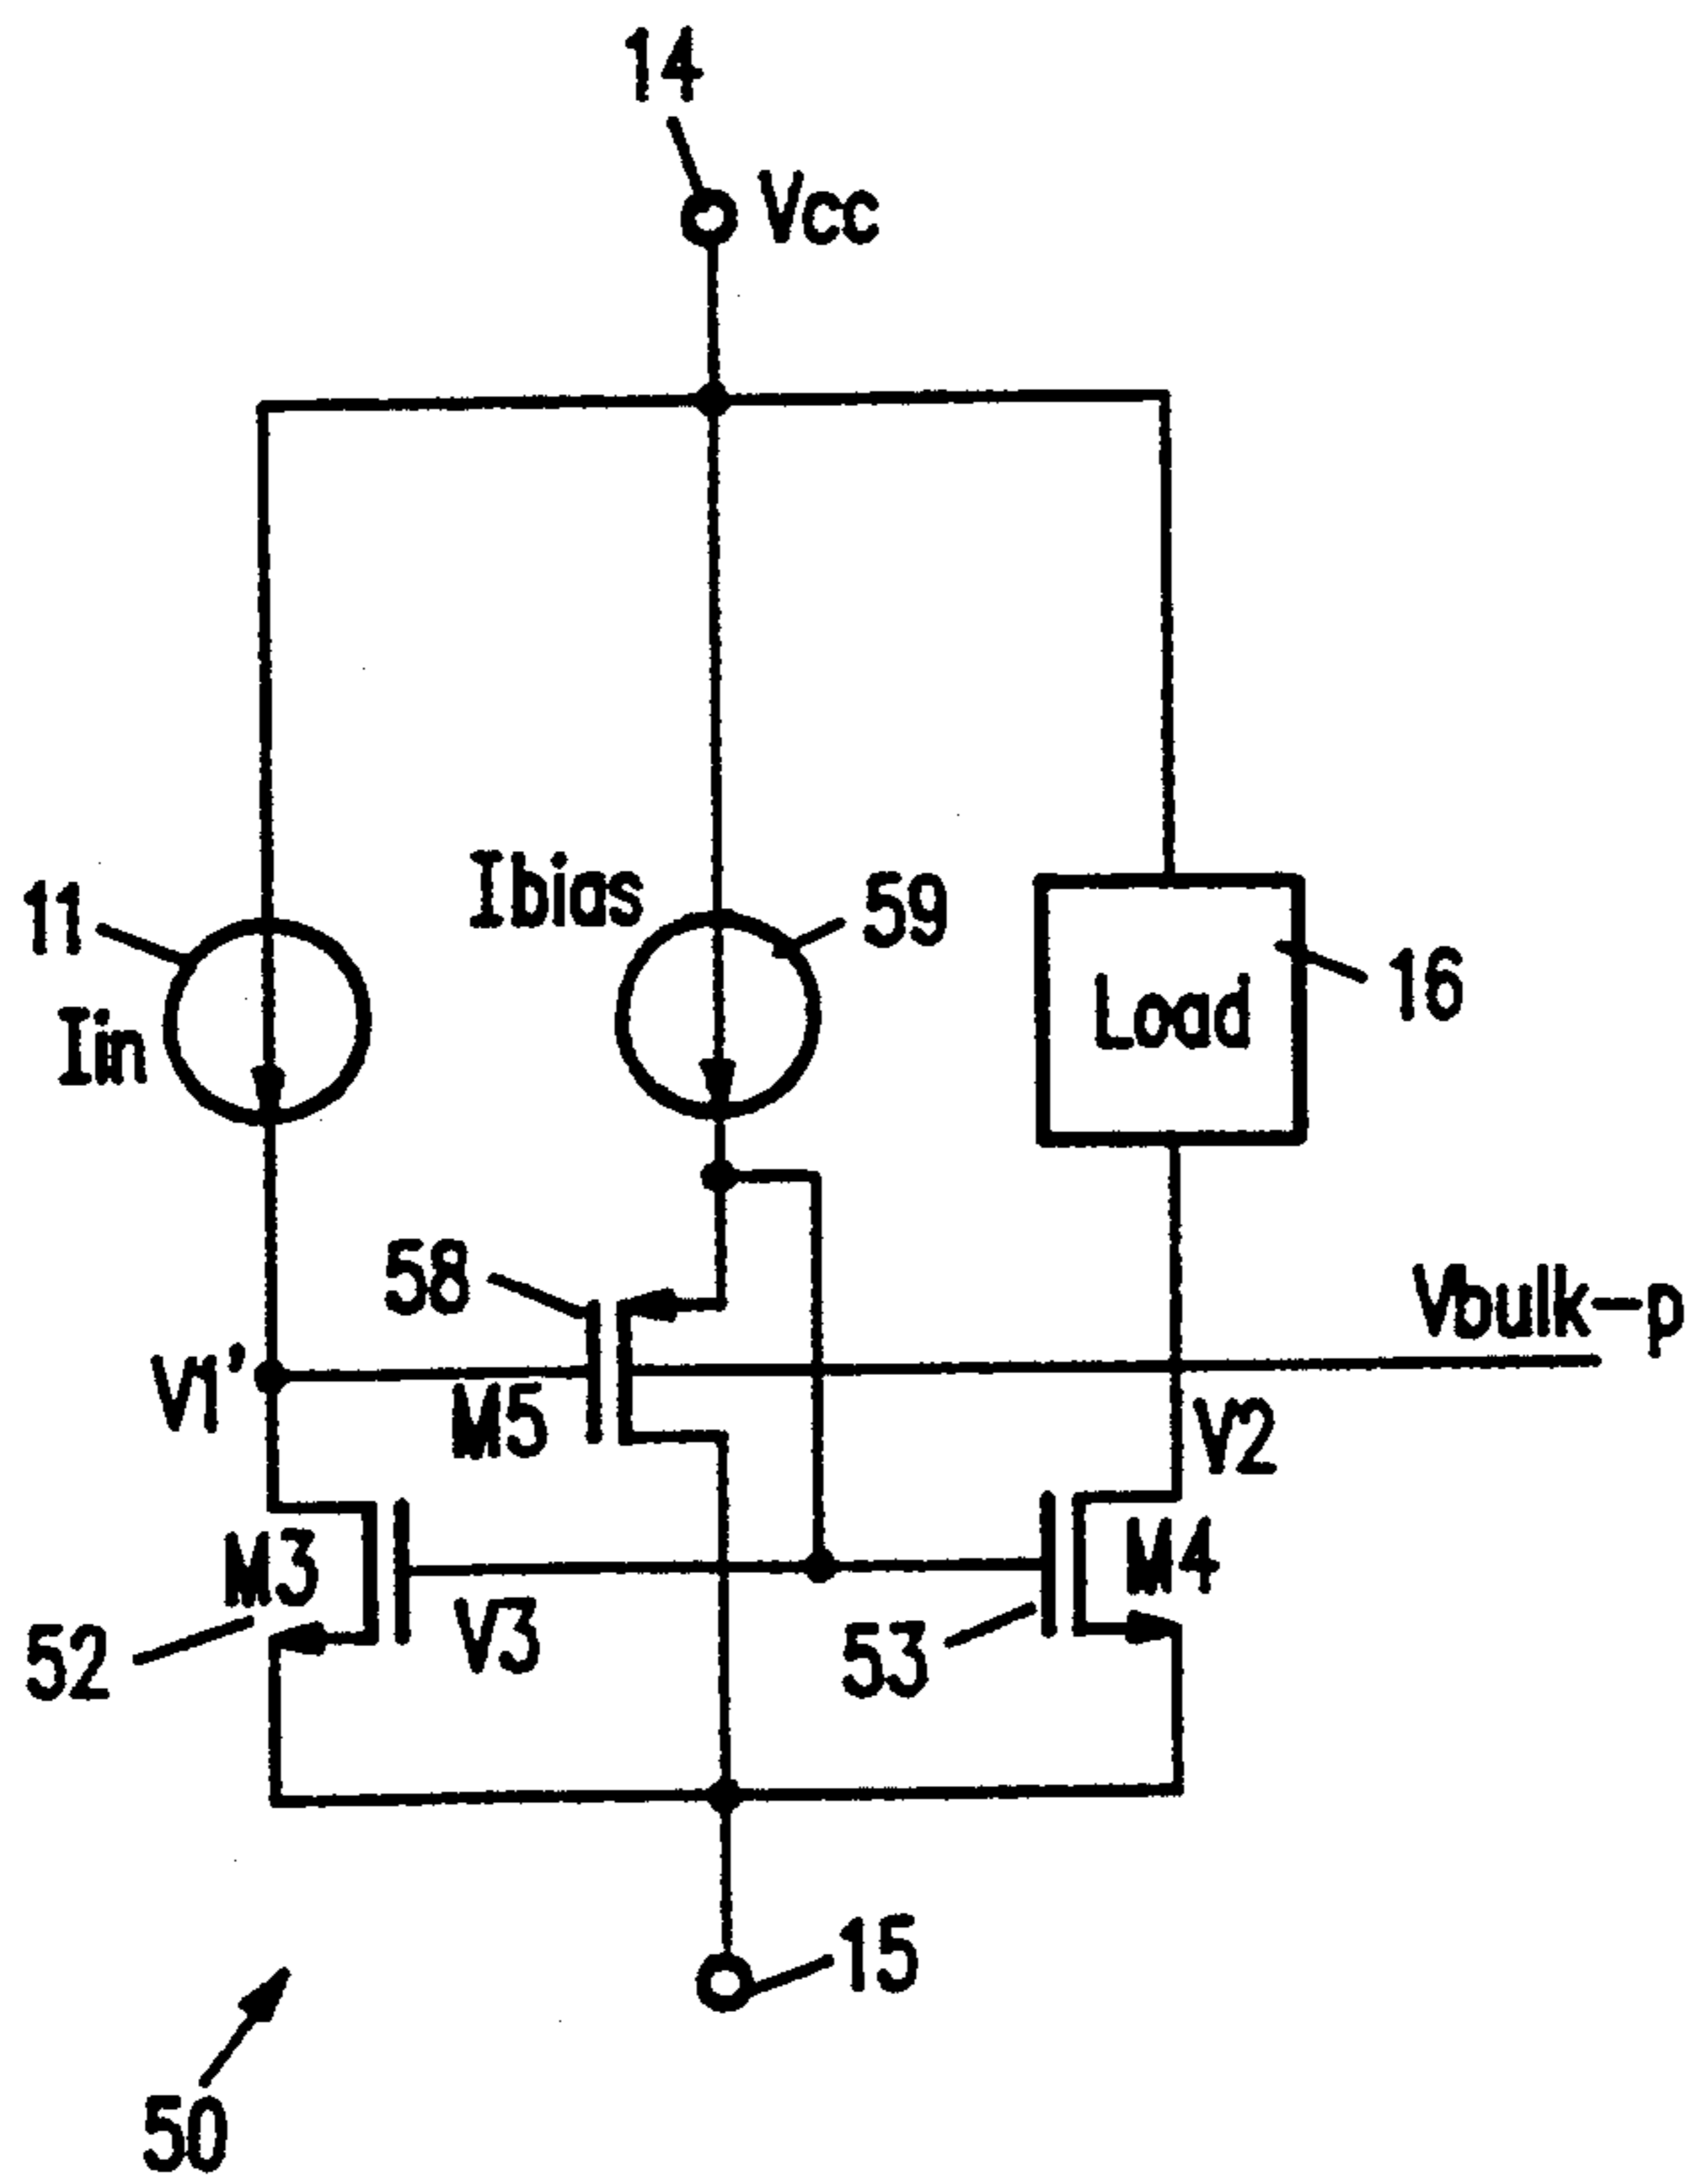 14
Vcc
Ibias
11
59
16
Iin
Load
58
Vbulk-p
V1'
M5
V2
M3
M4
V3
52
53
15
50